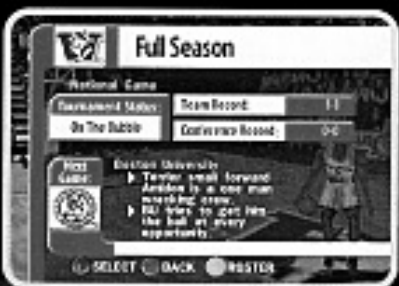 Full Season
National Game
Tournament Status:
On The Bubble
Team Record: 1-1
Conference Record: 0-0
Next Game:
Boston University
Terrier small forward
is a one man
wrecking crew.
BU tries to get him
the ball at every
opportunity.
SELECT BACK ROSTER